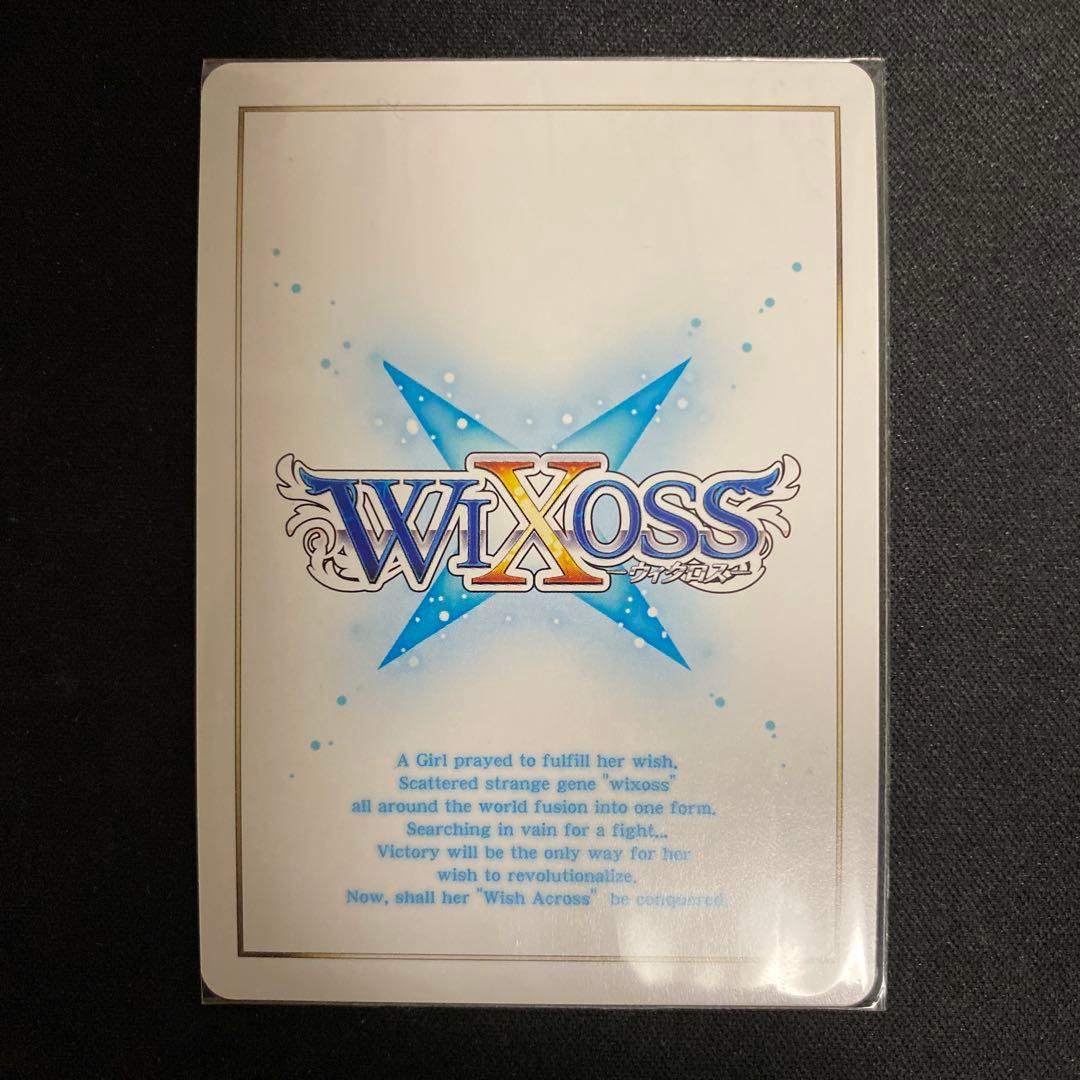 WIXOSS
ーウィクロスー
A Girl prayed to fulfill her wish.
Scattered strange gene "wixoss"
all around the world fusion into one form.
Searching in vain for a fight...
Victory will be the only way for her
wish to revolutionalize.
Now, shall her "Wish Across" be conquered.